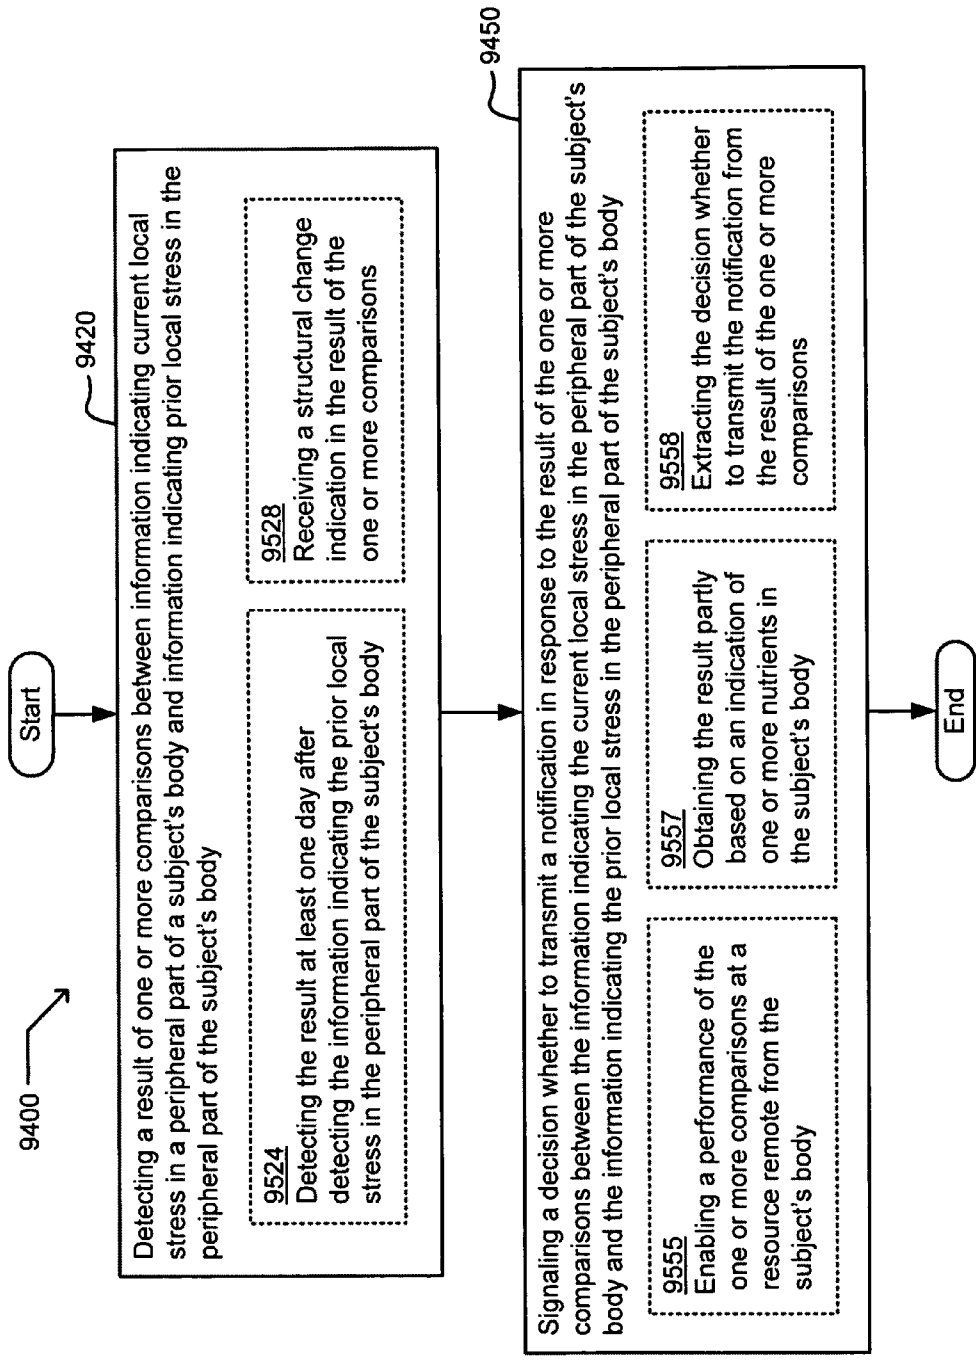 9400
Start
9420
Detecting a result of one or more comparisons between information indicating current local
stress in a peripheral part of a subject's body and information indicating prior local stress in the
peripheral part of the subject's body
9524
Detecting the result at least one day after
detecting the information indicating the prior local
stress in the peripheral part of the subject's body
9528
Receiving a structural change
indication in the result of the
one or more comparisons
9450
Signaling a decision whether to transmit a notification in response to the result of the one or more
comparisons between the information indicating the current local stress in the peripheral part of the subject's
body and the information indicating the prior local stress in the peripheral part of the subject's body
9555
Enabling a performance of the
one or more comparisons at a
resource remote from the
subject's body
9557
Obtaining the result partly
based on an indication of
one or more nutrients in
the subject's body
9558
Extracting the decision whether
to transmit the notification from
the result of the one or more
comparisons
End